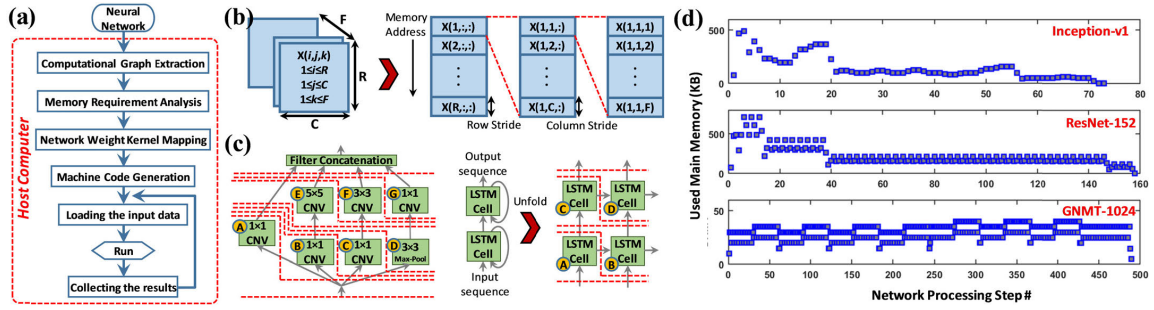 (a)
Neural
Network
Host Computer
Computational Graph Extraction
Memory Requirement Analysis
Network Weight Kernel Mapping
Machine Code Generation
Loading the input data
Run
Collecting the results
(b)
F
X(i,j,k)
1≤i≤R
1≤j≤C
1≤k≤F
R
C
Memory
Address
X(1,:,:)
X(2,:,:)
X(R,:,:)
Row Stride
X(1,1,:)
X(1,2,:)
X(1,C,:)
Column Stride
X(1,1,1)
X(1,1,2)
X(1,1,F)
(c)
Filter Concatenation
E 5×5
CNV
F 3×3
CNV
G 1×1
CNV
A 1×1
CNV
B 1×1
CNV
C 1×1
CNV
D 3×3
Max-Pool
Output
sequence
LSTM
Cell
LSTM
Cell
Input
sequence
Unfold
LSTM
Cell
C
LSTM
Cell
D
LSTM
Cell
A
LSTM
Cell
B
(d)
Used Main Memory (KB)
Inception-v1
500
0
0 10 20 30 40 50 60 70 80
ResNet-152
500
0
0 20 40 60 80 100 120 140 160
GNMT-1024
50
0
0 50 100 150 200 250 300 350 400 450 500
Network Processing Step #